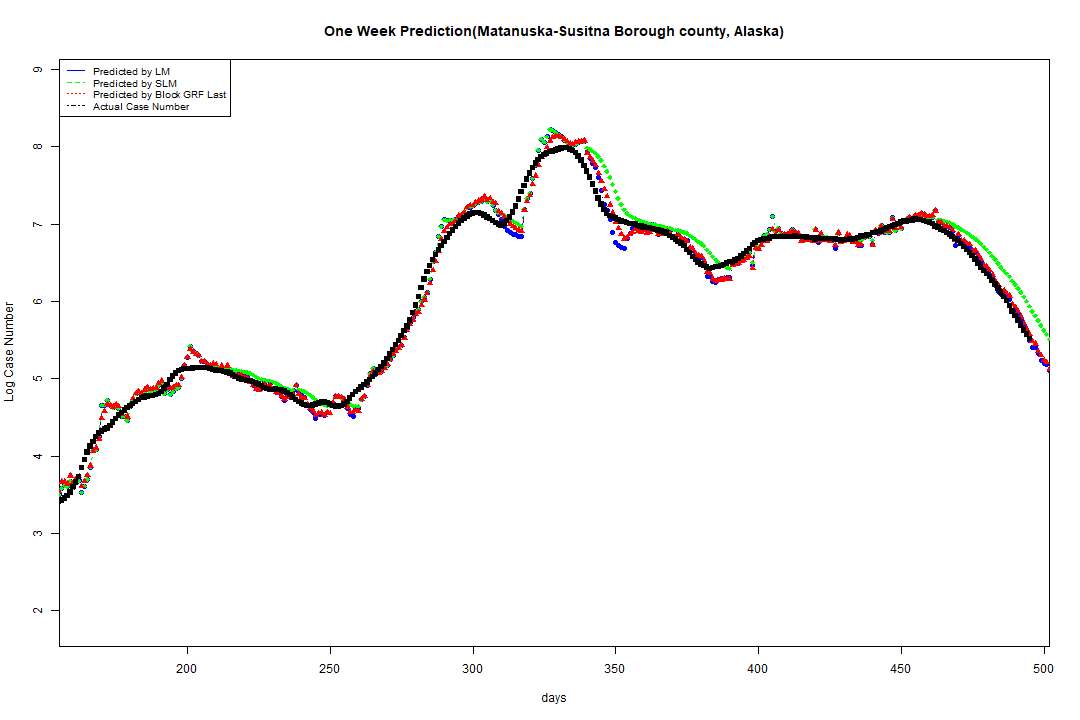 One Week Prediction(Matanuska-Susitna Borough county, Alaska)
Predicted by LM
Predicted by SLM
Predicted by Block GRF Last
Actual Case Number
9
8
7
6
5
4
3
2
Log Case Number
200 250 300 350 400 450 500
days